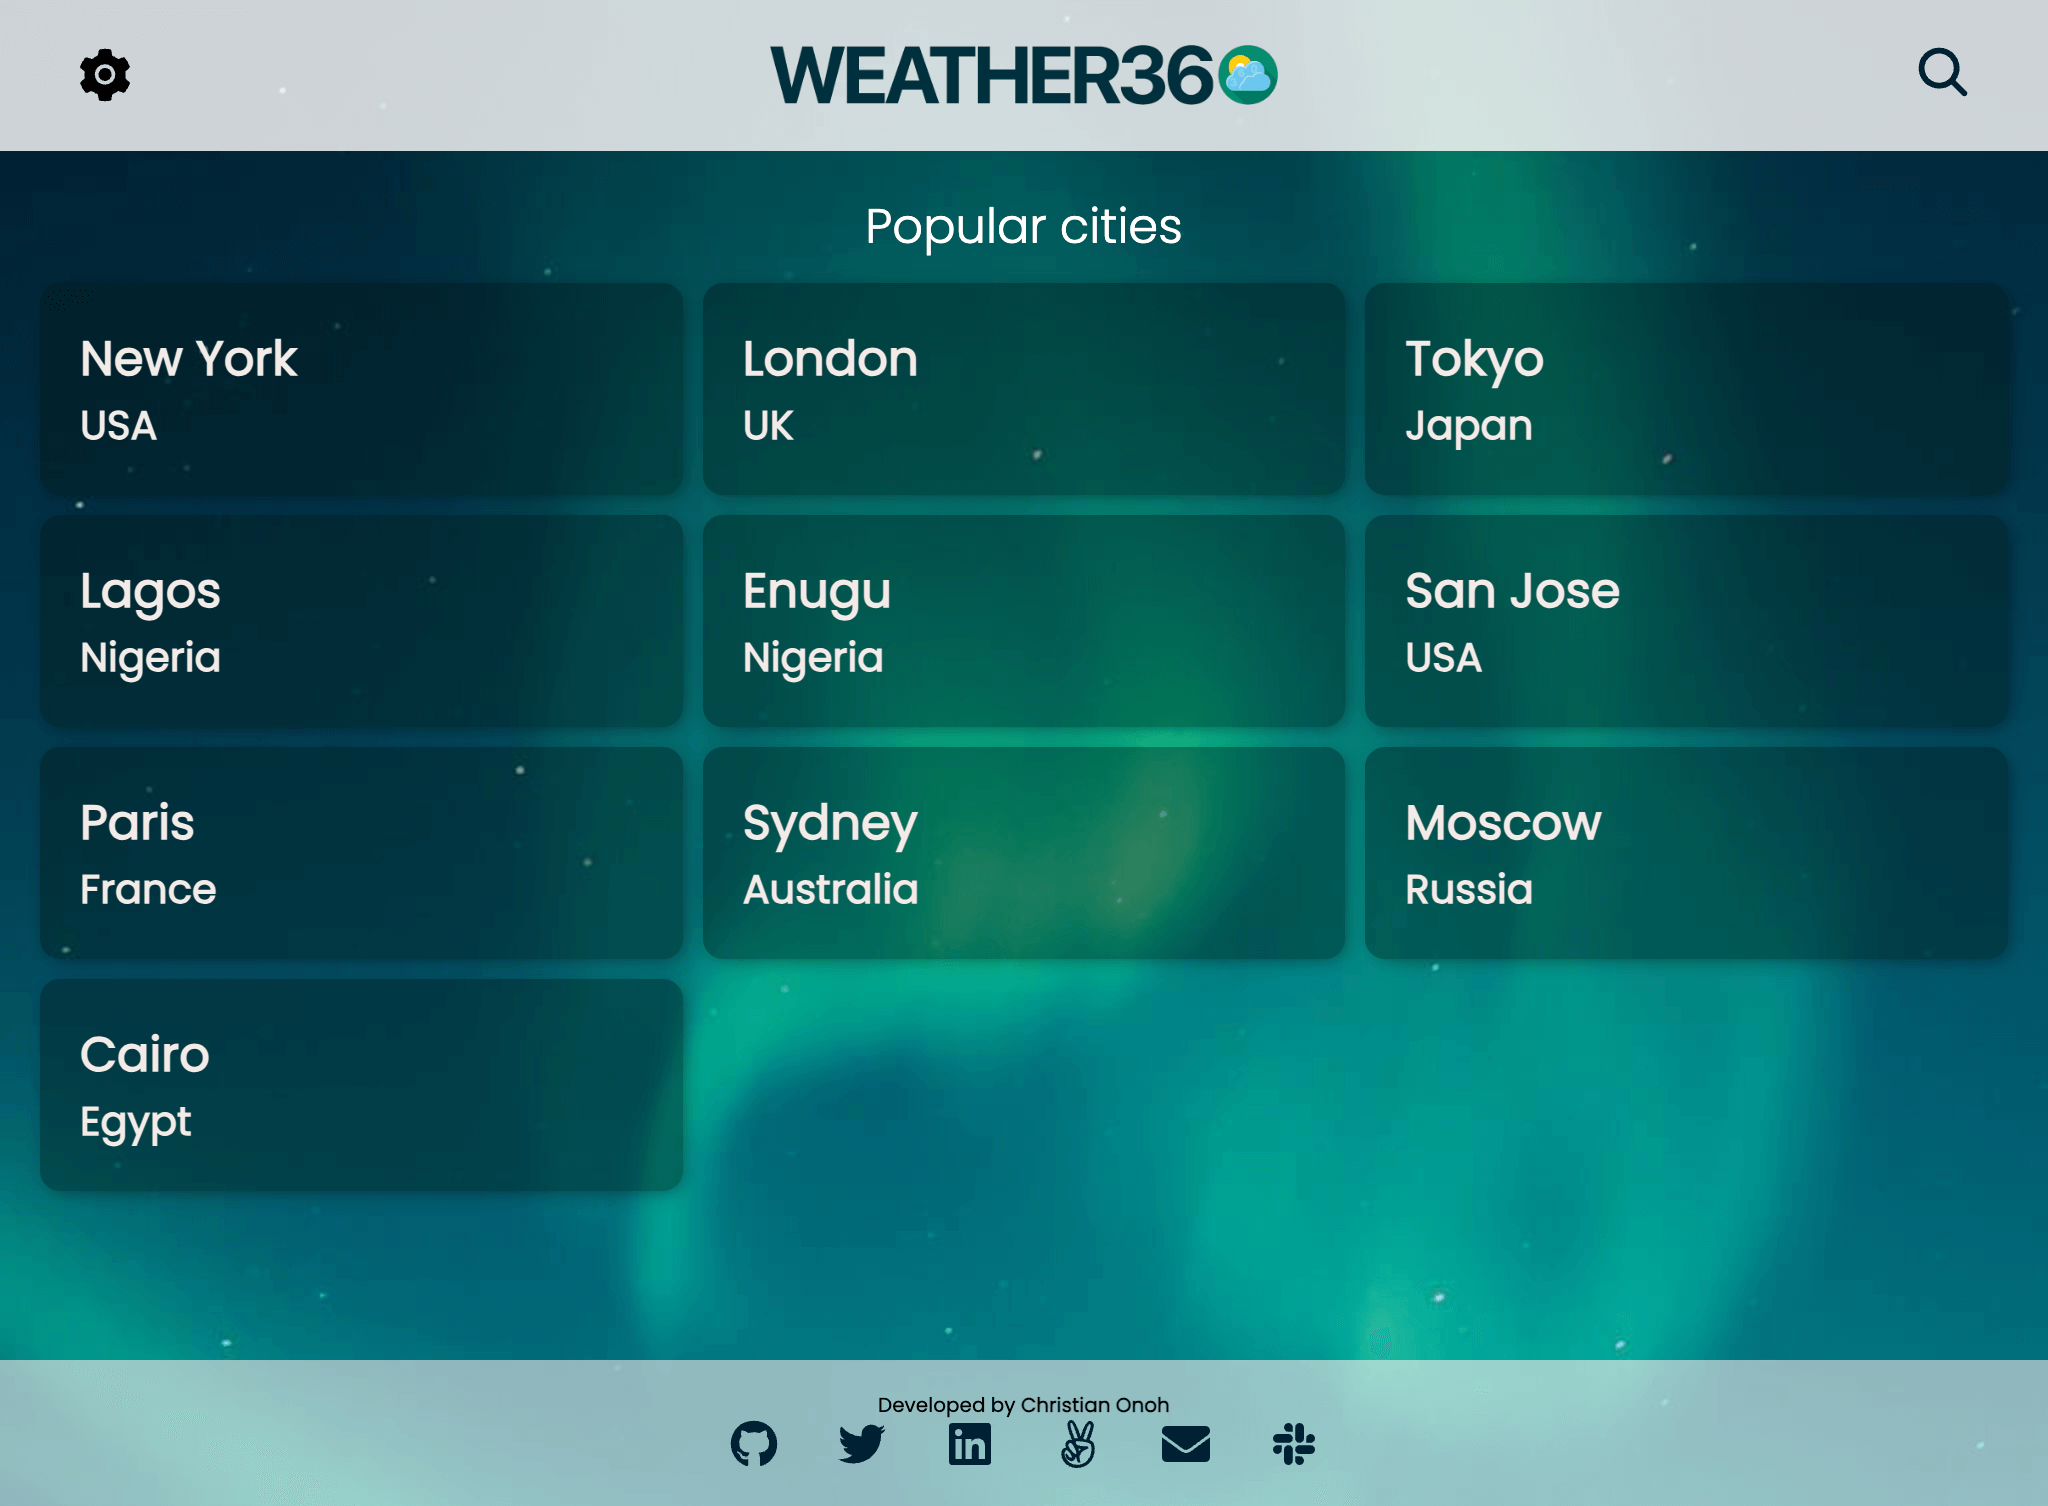 WEATHER36
Popular cities
New York
USA
London
UK
Tokyo
Japan
Lagos
Nigeria
Enugu
Nigeria
San Jose
USA
Paris
France
Sydney
Australia
Moscow
Russia
Cairo
Egypt
Developed by Christian Onoh
in